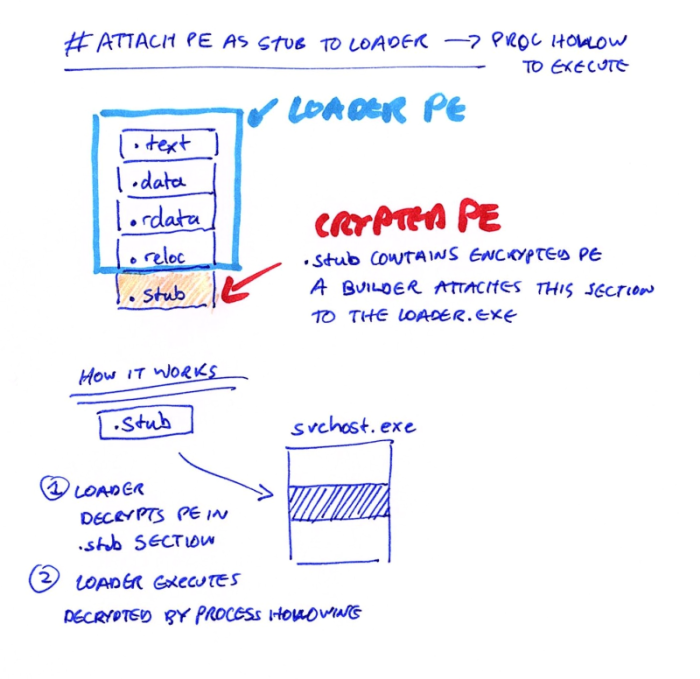 # ATTACH PE AS STUB TO LOADER → PROC HOLLOW
TO EXECUTE
LOADER PE
.text
.data
.rdata
.reloc
.stub
CRYPTED PE
.stub CONTAINS ENCRYPTED PE
A BUILDER ATTACHES THIS SECTION
TO THE LOADER.EXE
HOW IT WORKS
.stub
svchost.exe
① LOADER
DECRYPTS PE IN
.stub SECTION
② LOADER EXECUTES
DECRYPTED BY PROCESS HOLLOWING